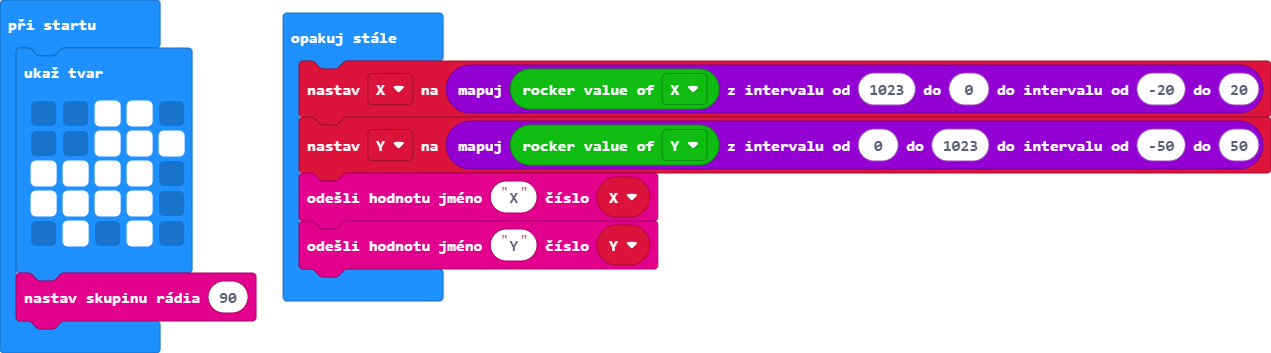 při startu
ukaž tvar
nastav skupinu rádia 90
opakuj stále
nastav X na mapuj rocker value of X z intervalu od 1023 do 0 do intervalu od -20 do 20
nastav Y na mapuj rocker value of Y z intervalu od 0 do 1023 do intervalu od -50 do 50
odešli hodnotu jméno "X" číslo X
odešli hodnotu jméno "Y" číslo Y